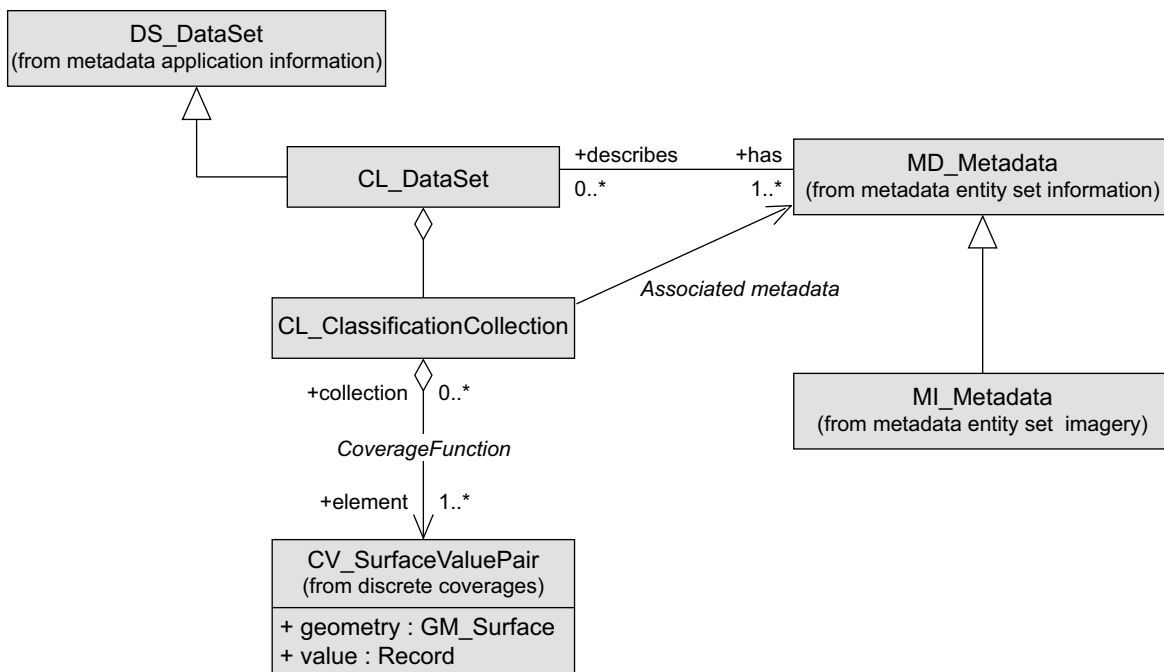 DS_DataSet
(from metadata application information)
+describes
+has
CL_DataSet
0..*
1..*
MD_Metadata
(from metadata entity set information)
Associated metadata
CL_ClassificationCollection
+collection
0..*
CoverageFunction
+element
1..*
MI_Metadata
(from metadata entity set imagery)
CV_SurfaceValuePair
(from discrete coverages)
+ geometry : GM_Surface
+ value : Record